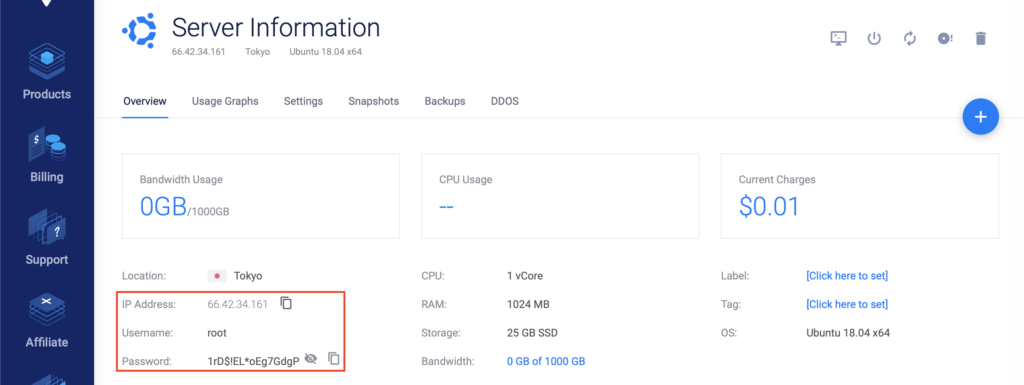 Server Information
66.42.34.161 Tokyo Ubuntu 18.04 x64
Products
Overview Usage Graphs Settings Snapshots Backups DDOS
+
$
Billing
Bandwidth Usage
0GB/1000GB
CPU Usage
--
Current Charges
$0.01
?
Support
Affiliate
Location: Tokyo
IP Address: 66.42.34.161
Username: root
Password: 1rD$!EL*oEg7GdgP
CPU: 1 vCore
RAM: 1024 MB
Storage: 25 GB SSD
Bandwidth: 0 GB of 1000 GB
Label: [Click here to set]
Tag: [Click here to set]
OS: Ubuntu 18.04 x64